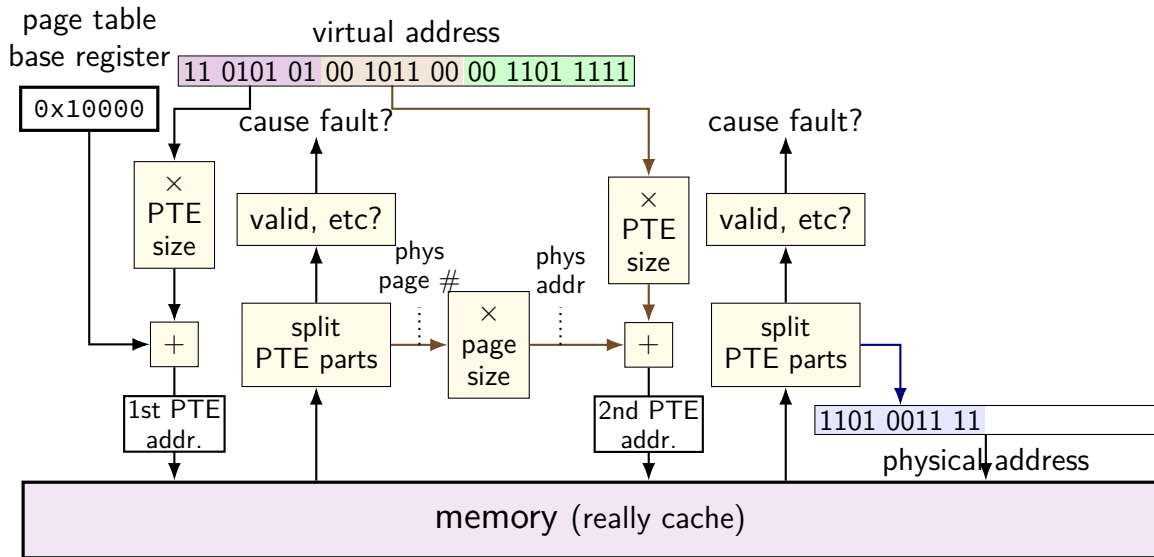 page table
base register
virtual address
11 0101 01 00 1011 00 00 1101 1111
0x10000
cause fault?
cause fault?
×
PTE
size
valid, etc?
×
PTE
size
valid, etc?
phys
page #
phys
addr
+
split
PTE parts
×
page
size
+
split
PTE parts
1st PTE
addr.
2nd PTE
addr.
1101 0011 11
physical address
memory (really cache)